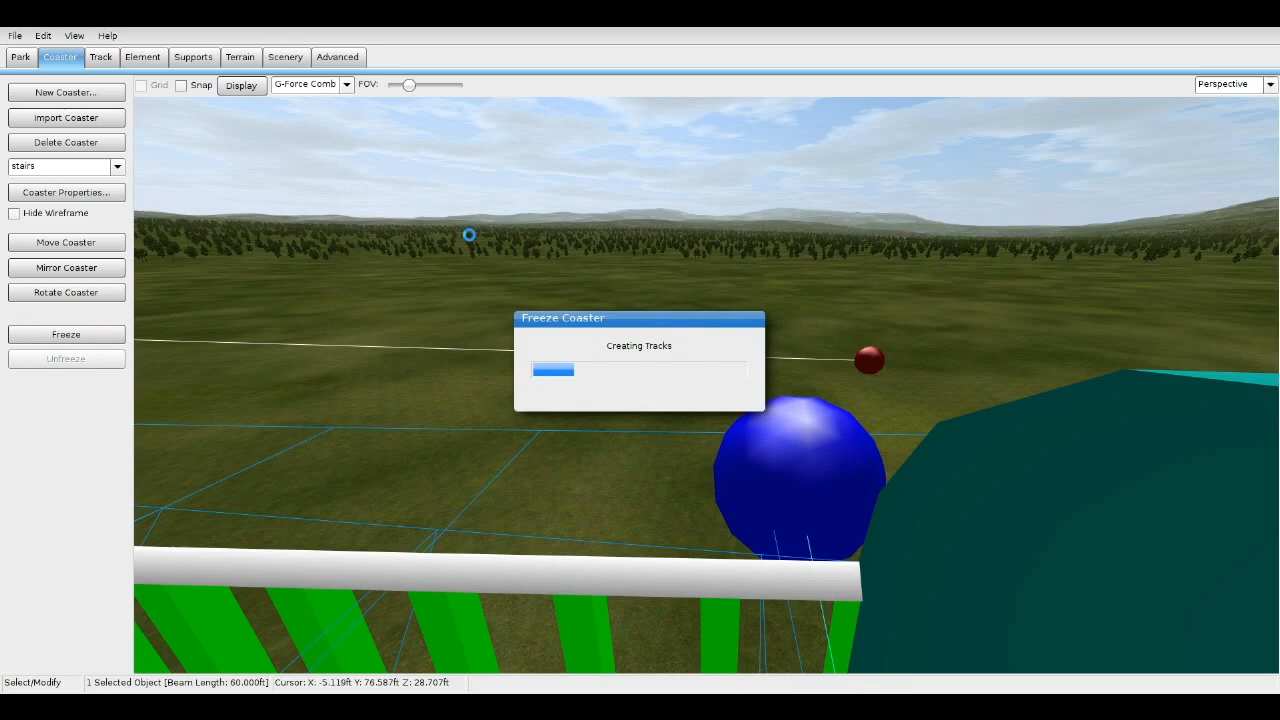 File Edit View Help
Park Coaster Track Element Supports Terrain Scenery Advanced
New Coaster... Grid Snap Display G-Force Comb FOV: Perspective
Import Coaster
Delete Coaster
stairs
Coaster Properties...
Hide Wireframe
Move Coaster
Mirror Coaster
Rotate Coaster
Freeze
Unfreeze
Freeze Coaster
Creating Tracks
Select/Modify 1 Selected Object [Beam Length: 60.000ft] Cursor: X: -5.119ft Y: 76.587ft Z: 28.707ft